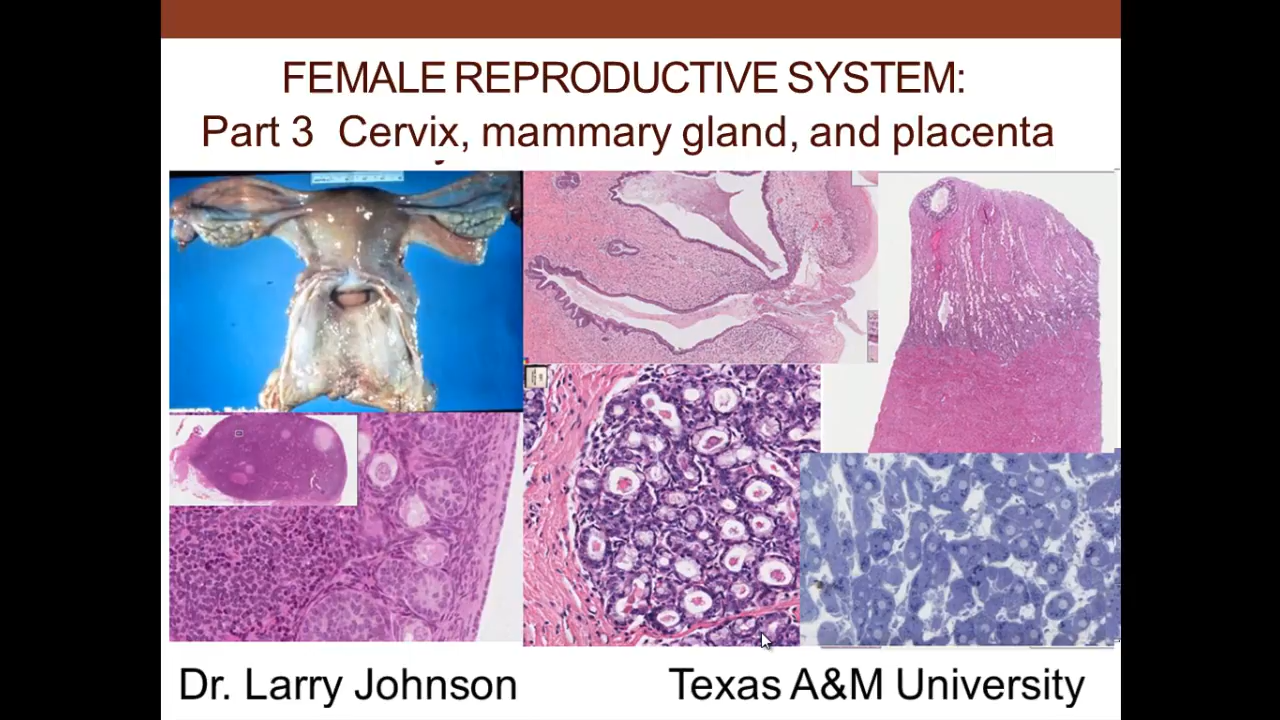 FEMALE REPRODUCTIVE SYSTEM:
Part 3 Cervix, mammary gland, and placenta
Dr. Larry Johnson
Texas A&M University